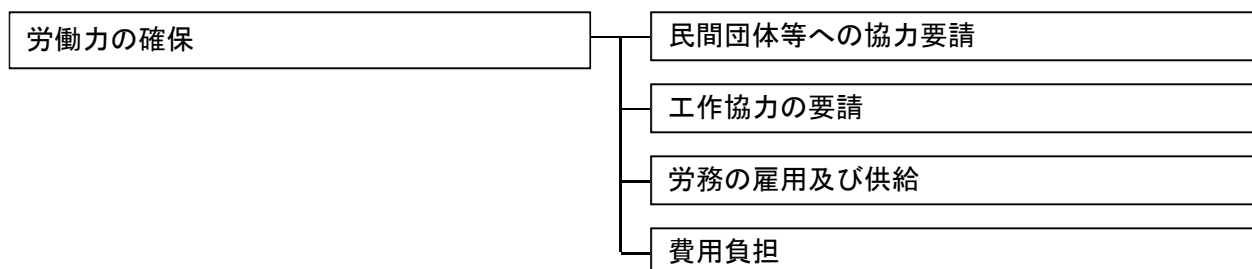 労働力の確保
民間団体等への協力要請
工作協力の要請
労務の雇用及び供給
費用負担